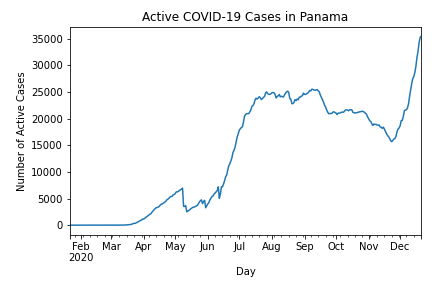 Active COVID-19 Cases in Panama
Number of Active Cases
35000
30000
25000
20000
15000
10000
5000
0
Feb Mar Apr May Jun Jul Aug Sep Oct Nov Dec
2020
Day